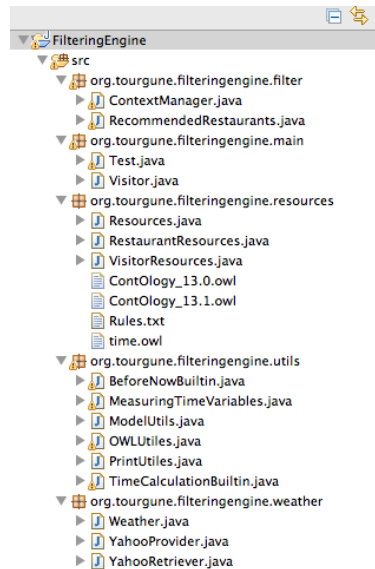 FilteringEngine
src
org.tourgune.filteringengine.filter
ContextManager.java
RecommendedRestaurants.java
org.tourgune.filteringengine.main
Test.java
Visitor.java
org.tourgune.filteringengine.resources
Resources.java
RestaurantResources.java
VisitorResources.java
ContOlogy_13.0.owl
ContOlogy_13.1.owl
Rules.txt
time.owl
org.tourgune.filteringengine.utils
BeforeNowBuiltin.java
MeasuringTimeVariables.java
ModelUtils.java
OWLUtiles.java
PrintUtiles.java
TimeCalculationBuiltin.java
org.tourgune.filteringengine.weather
Weather.java
YahooProvider.java
YahooRetriever.java